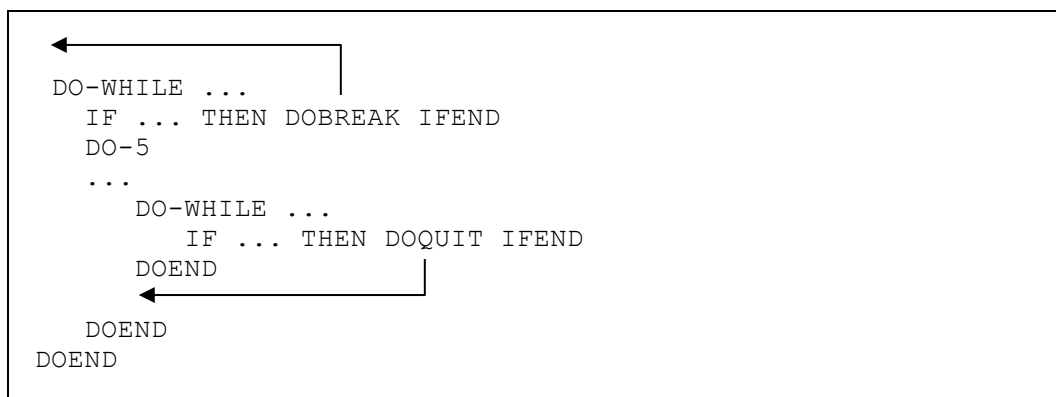 DO-WHILE ...
IF ... THEN DOBREAK IFEND
DO-5
...
DO-WHILE ...
IF ... THEN DOQUIT IFEND
DOEND
DOEND
DOEND